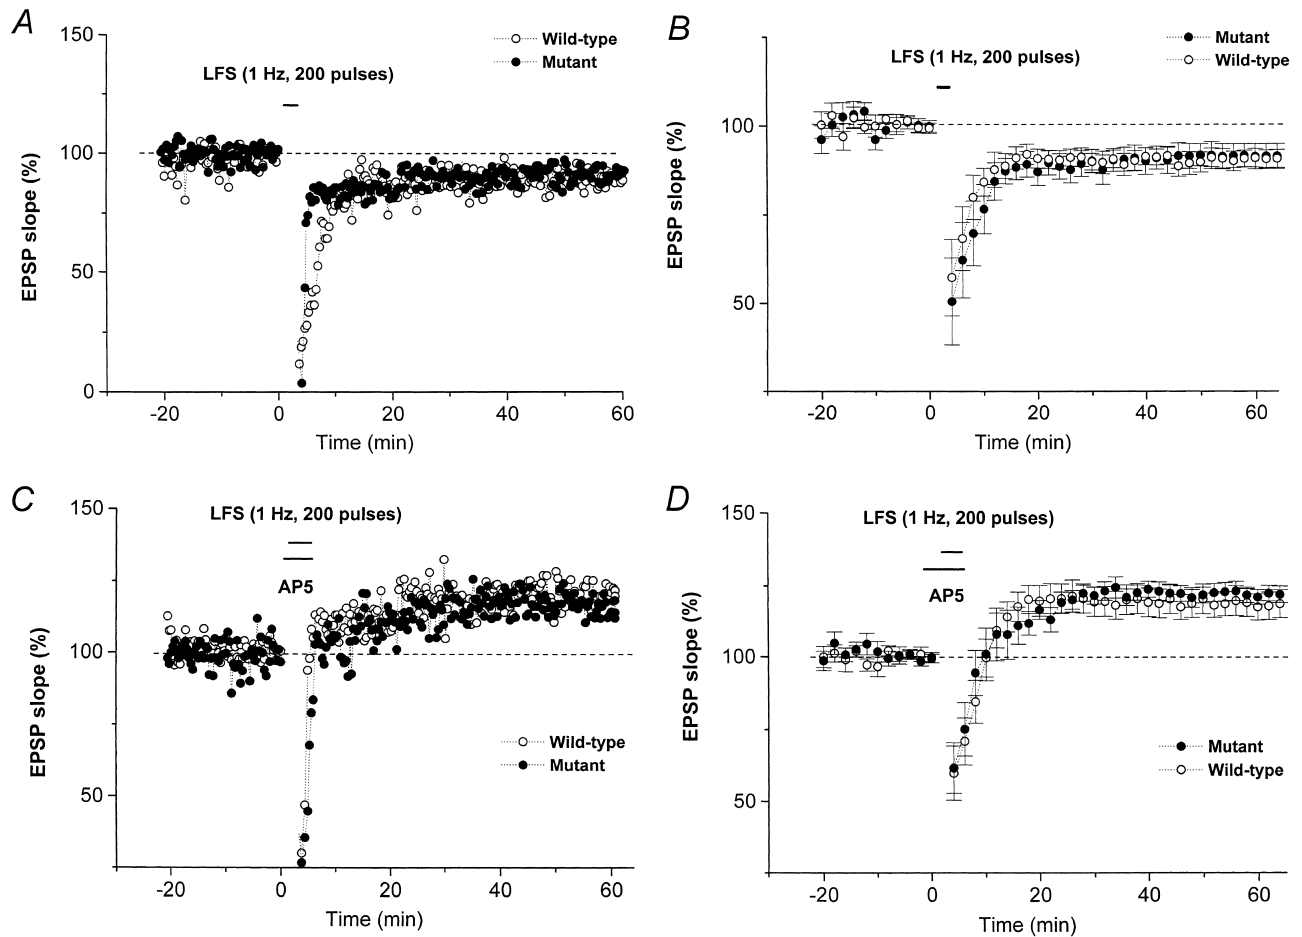 A
150
100
50
0
EPSP slope (%)
Wild-type
Mutant
LFS (1 Hz, 200 pulses)
-20
0
20
40
60
Time (min)
B
100
50
EPSP slope (%)
Mutant
Wild-type
LFS (1 Hz, 200 pulses)
-20
0
20
40
60
Time (min)
C
150
100
50
EPSP slope (%)
LFS (1 Hz, 200 pulses)
AP5
Wild-type
Mutant
-20
0
20
40
60
Time (min)
D
150
100
50
EPSP slope (%)
LFS (1 Hz, 200 pulses)
AP5
Mutant
Wild-type
-20
0
20
40
60
Time (min)